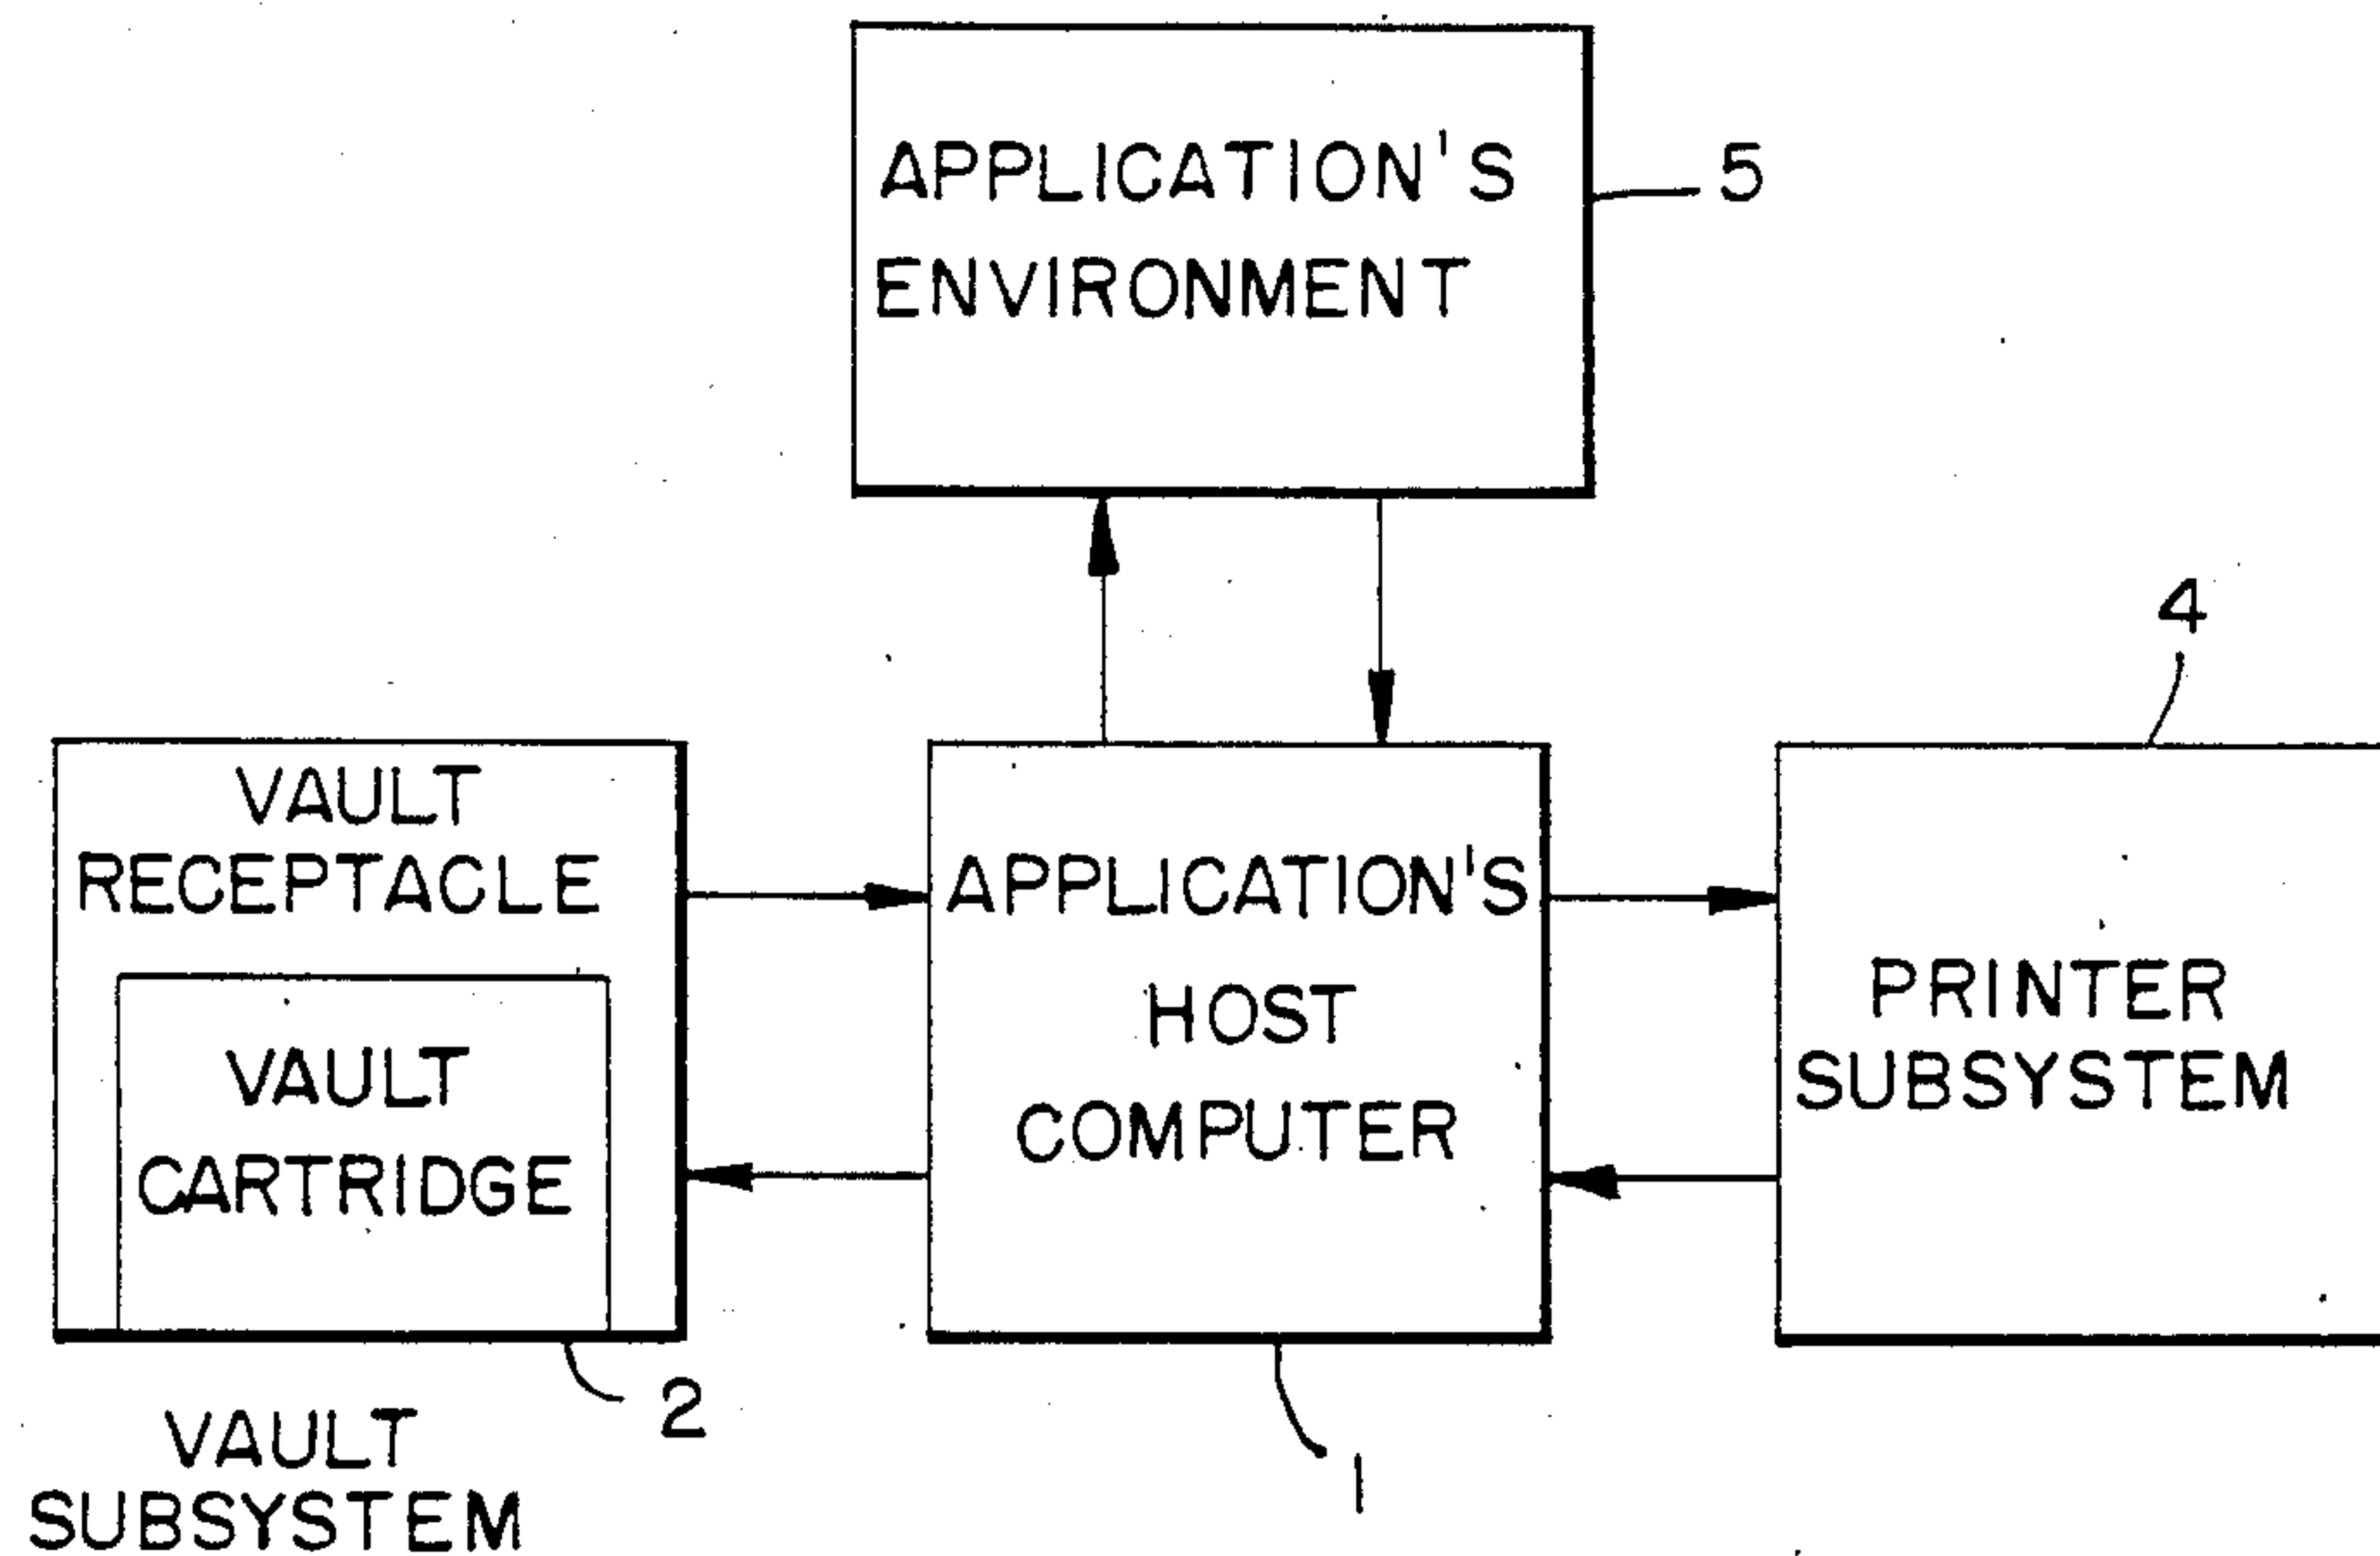 APPLICATION'S
ENVIRONMENT
5
4
VAULT
RECEPTACLE
VAULT
CARTRIDGE
APPLICATION'S
HOST
COMPUTER
PRINTER
SUBSYSTEM
2
1
VAULT
SUBSYSTEM